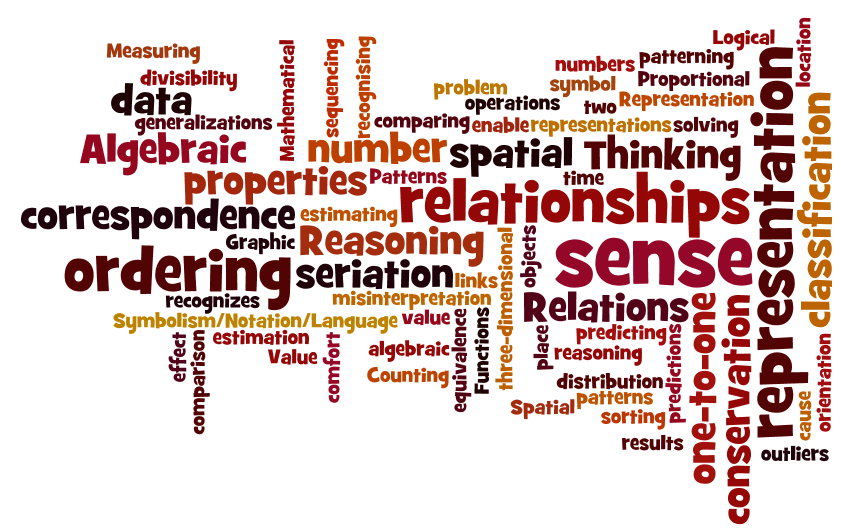 Logical
location
Measuring
Mathematical
sequencing
recognising
numbers
patterning
divisibility
problem
symbol
Proportional
data
operations
two
Representation
representation
generalizations
comparing
enable
representations
solving
classification
Algebraic
number
spatial
Thinking
properties
Patterns
time
relationships
correspondence
estimating
Graphic
Reasoning
three-dimensional
objects
sense
ordering
seriation
links
recognizes
misinterpretation
Relations
one-to-one
conservation
Symbolism/Notation/Language
value
equivalence
Functions
place
predicting
predictions
effect
comparison
estimation
Value
comfort
algebraic
reasoning
orientation
Counting
distribution
Spatial
patterns
cause
sorting
results
outliers